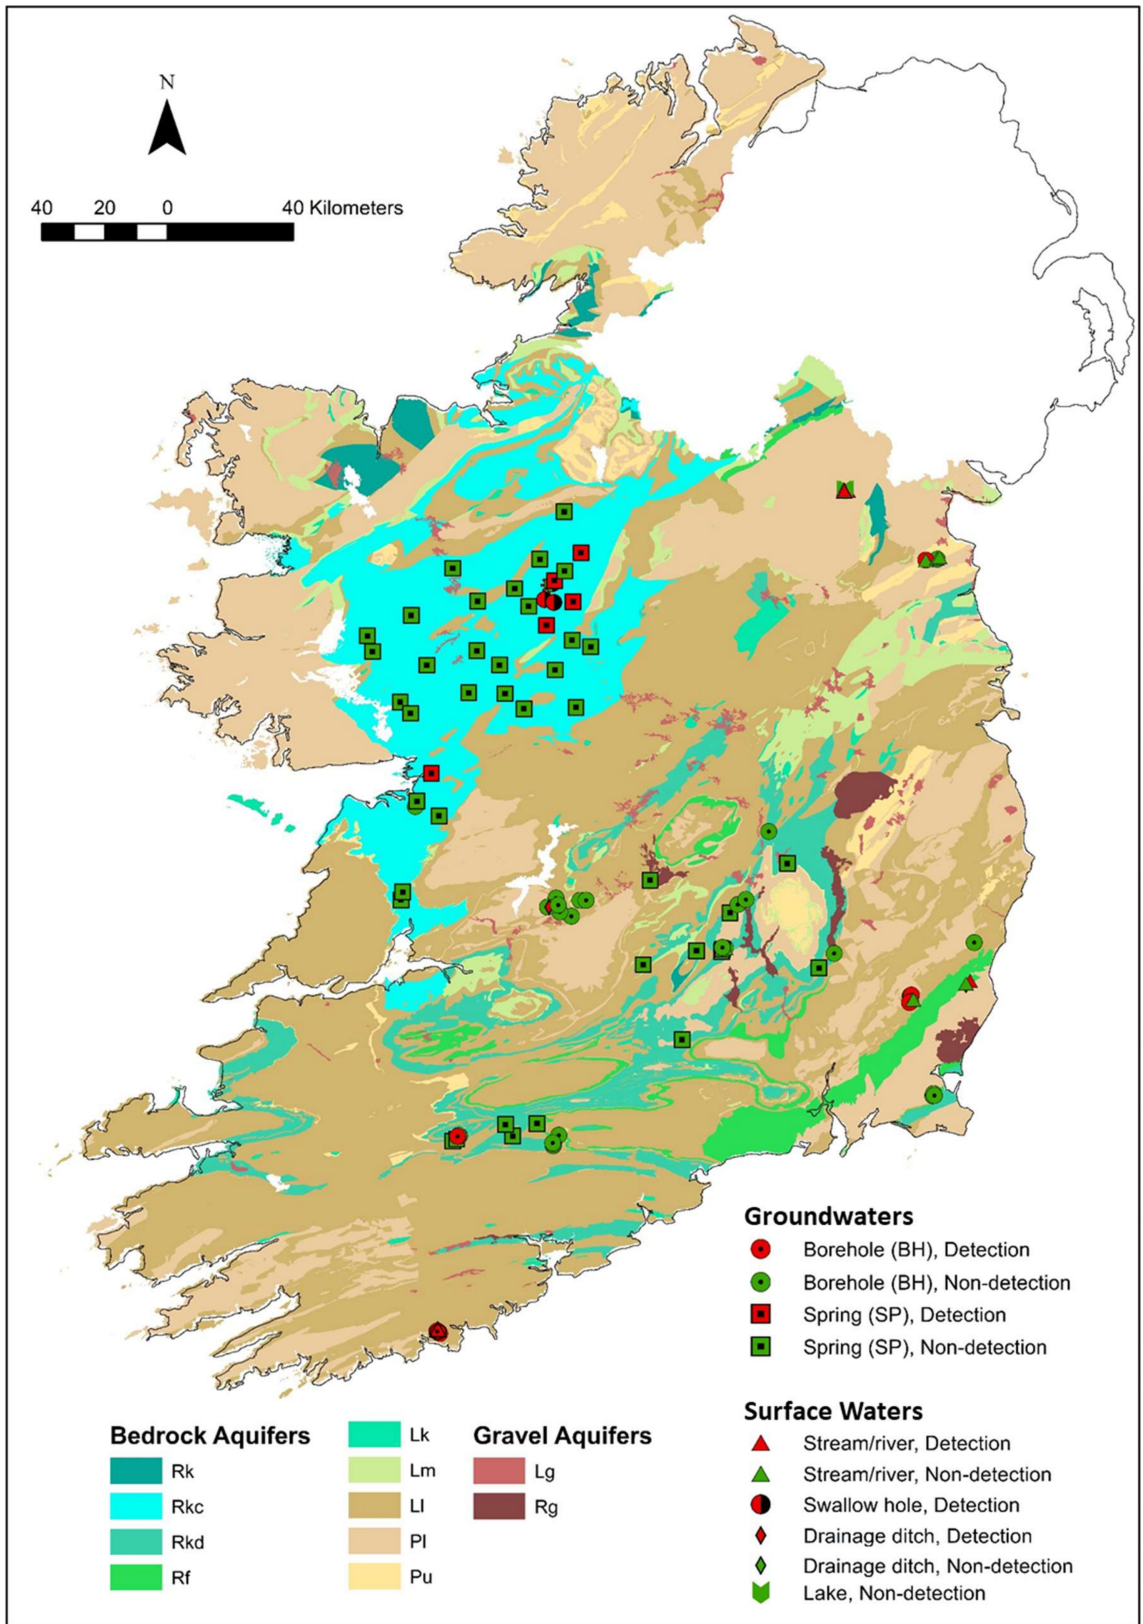 N
40 20 0 40 Kilometers
Groundwaters
Borehole (BH), Detection
Borehole (BH), Non-detection
Spring (SP), Detection
Spring (SP), Non-detection
Surface Waters
Stream/river, Detection
Stream/river, Non-detection
Swallow hole, Detection
Drainage ditch, Detection
Drainage ditch, Non-detection
Lake, Non-detection
Bedrock Aquifers
Rk
Rkc
Rkd
Rf
Lk
Lm
Ll
Pl
Pu
Gravel Aquifers
Lg
Rg